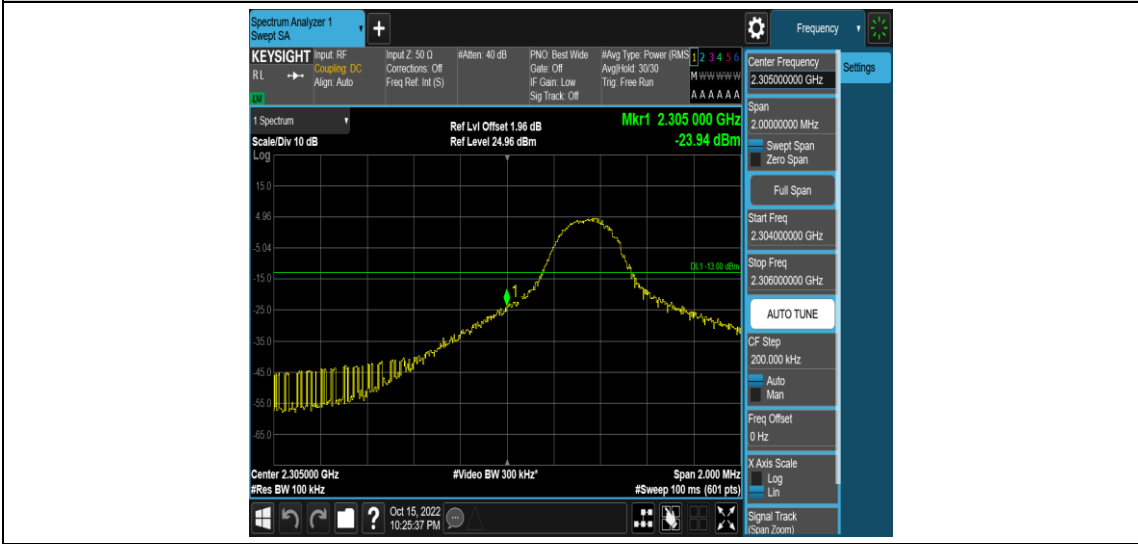 Spectrum Analyzer 1
Swept SA
+
Frequency
KEYSIGHT
RL
Input: RF
Coupling: DC
Align: Auto
Input Z: 50 Ω
Corrections: Off
Freq Ref: Int (S)
#Atten: 40 dB
PNO: Best Wide
Gate: Off
IF Gain: Low
Sig Track: Off
#Avg Type: Power (RMS
Avg|Hold: 30/30
Trig: Free Run
1 2 3 4 5 6
M W W W W W
A A A A A A
1 Spectrum
Scale/Div 10 dB
Log
Ref Lvl Offset 1.96 dB
Ref Level 24.96 dBm
Mkr1 2.305 000 GHz
-23.94 dBm
15.0
4.96
-5.04
-15.0
-25.0
-35.0
-45.0
-55.0
-65.0
DL1 -13.00 dBm
1
Center 2.305000 GHz
#Res BW 100 kHz
#Video BW 300 kHz*
Span 2.000 MHz
#Sweep 100 ms (601 pts)
?
Oct 15, 2022
10:25:37 PM
Center Frequency
2.305000000 GHz
Settings
Span
2.00000000 MHz
Swept Span
Zero Span
Full Span
Start Freq
2.304000000 GHz
Stop Freq
2.306000000 GHz
AUTO TUNE
CF Step
200.000 kHz
Auto
Man
Freq Offset
0 Hz
X Axis Scale
Log
Lin
Signal Track
(Span Zoom)